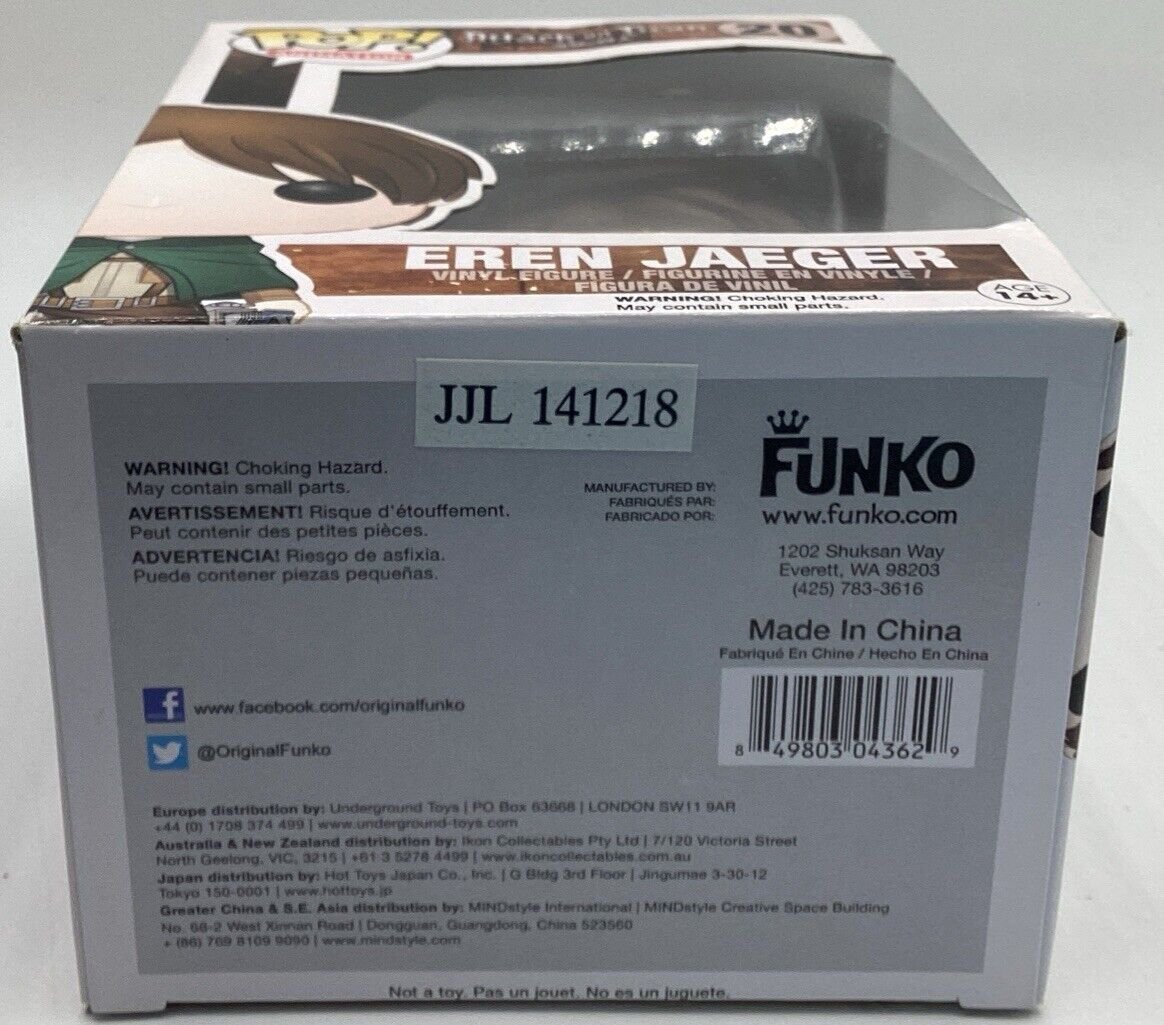 POP!
ANIMATION
Attack on Titan
20
EREN JAEGER
VINYL FIGURE / FIGURINE EN VINYLE /
FIGURA DE VINIL
WARNING! Choking Hazard.
May contain small parts.
AGE
14+
JJL 141218
WARNING! Choking Hazard.
May contain small parts.
AVERTISSEMENT! Risque d'étouffement.
Peut contenir des petites pièces.
ADVERTENCIA! Riesgo de asfixia.
Puede contener piezas pequeñas.
MANUFACTURED BY:
FABRIQUÉS PAR:
FABRICADO POR:
FUNKO
www.funko.com
1202 Shuksan Way
Everett, WA 98203
(425) 783-3616
Made In China
Fabriqué En Chine / Hecho En China
8 49803 04362 9
f www.facebook.com/originalfunko
@OriginalFunko
Europe distribution by: Underground Toys | PO Box 63668 | LONDON SW11 9AR
+44 (0) 1708 374 499 | www.underground-toys.com
Australia & New Zealand distribution by: Ikon Collectables Pty Ltd | 7/120 Victoria Street
North Geelong, VIC, 3215 | +61 3 5278 4499 | www.ikoncollectables.com.au
Japan distribution by: Hot Toys Japan Co., Inc. | G Bldg 3rd Floor | Jingumae 3-30-12
Tokyo 150-0001 | www.hottoys.jp
Greater China & S.E. Asia distribution by: MINDstyle International | MINDstyle Creative Space Building
No. 68-2 West Xinnan Road | Dongguan, Guangdong, China 523560
+ (86) 769 8109 9090 | www.mindstyle.com
Not a toy. Pas un jouet. No es un juguete.